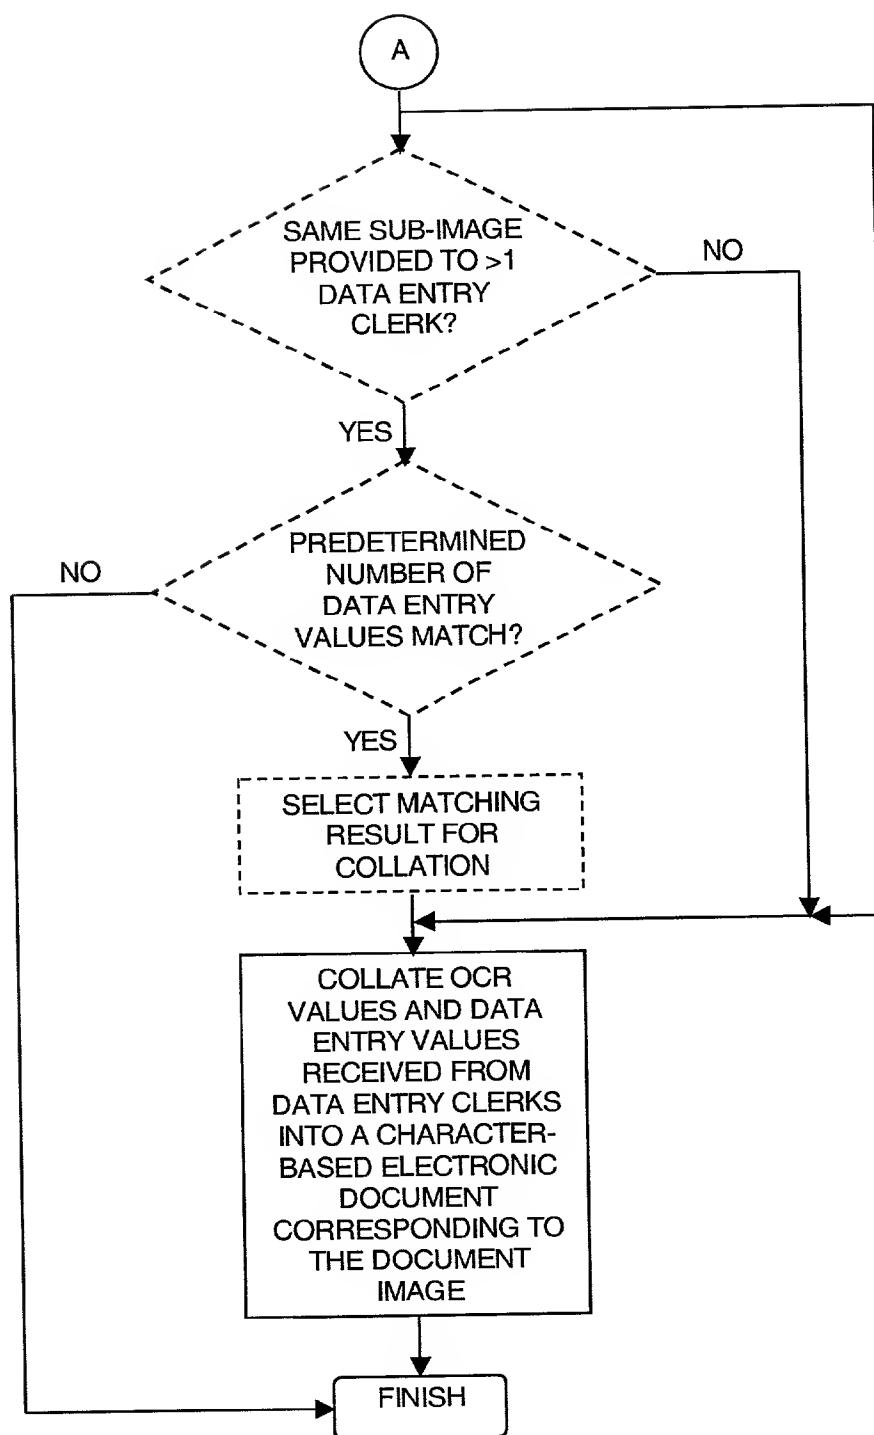 A
SAME SUB-IMAGE
PROVIDED TO >1
DATA ENTRY
CLERK?
NO
YES
PREDETERMINED
NUMBER OF
DATA ENTRY
VALUES MATCH?
NO
YES
SELECT MATCHING
RESULT FOR
COLLATION
COLLATE OCR
VALUES AND DATA
ENTRY VALUES
RECEIVED FROM
DATA ENTRY CLERKS
INTO A CHARACTER-
BASED ELECTRONIC
DOCUMENT
CORRESPONDING TO
THE DOCUMENT
IMAGE
FINISH